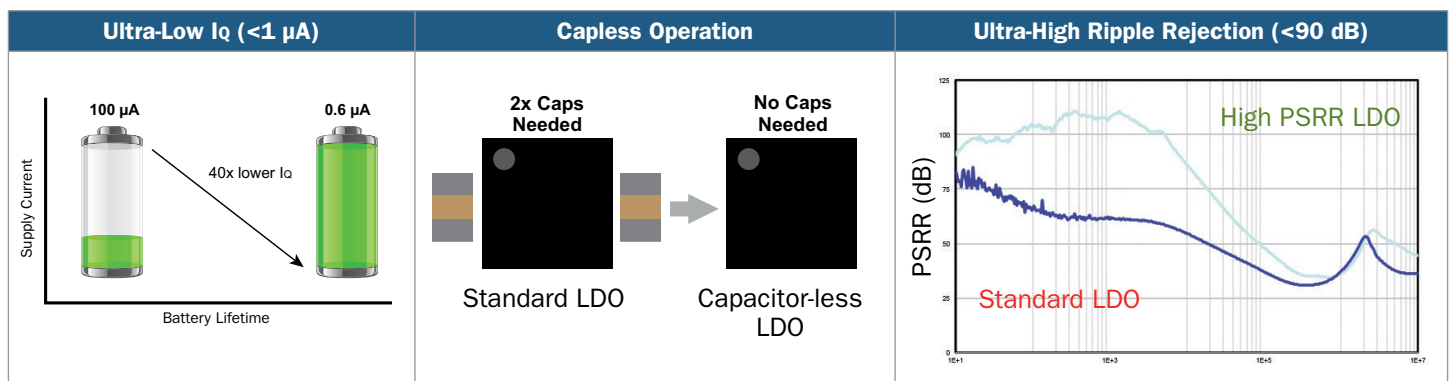 Ultra-Low IQ (<1 µA)
Capless Operation
Ultra-High Ripple Rejection (<90 dB)
100 µA
0.6 µA
40x lower IQ
Supply Current
Battery Lifetime
2x Caps
Needed
No Caps
Needed
Standard LDO
Capacitor-less
LDO
125
100
75
50
25
0
PSRR (dB)
High PSRR LDO
Standard LDO
1E+1
1E+3
1E+5
1E+7